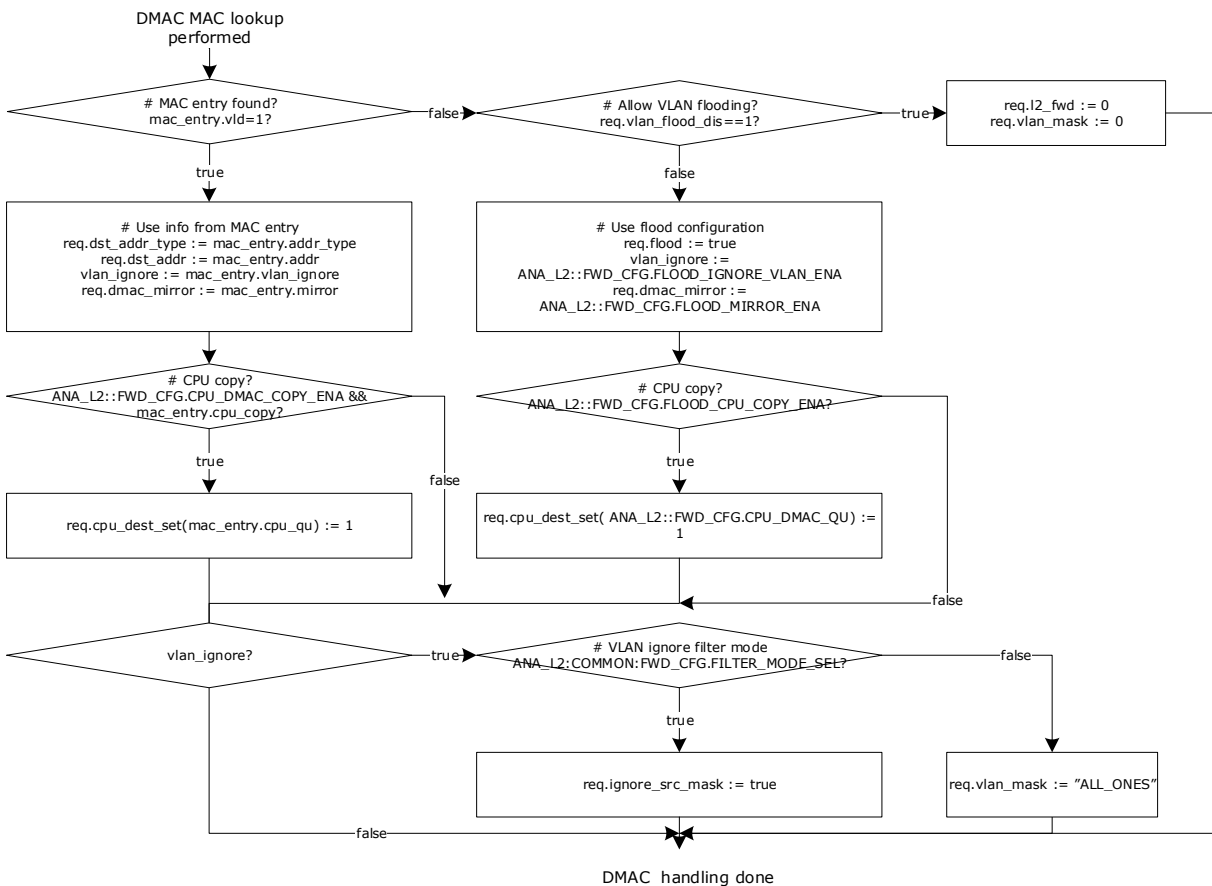 DMAC MAC lookup
performed
# MAC entry found?
mac_entry.vld=1?
false
# Allow VLAN flooding?
req.vlan_flood_dis==1?
true
req.l2_fwd := 0
req.vlan_mask := 0
true
false
# Use info from MAC entry
req.dst_addr_type := mac_entry.addr_type
req.dst_addr := mac_entry.addr
vlan_ignore := mac_entry.vlan_ignore
req.dmac_mirror := mac_entry.mirror
# Use flood configuration
req.flood := true
vlan_ignore :=
ANA_L2::FWD_CFG.FLOOD_IGNORE_VLAN_ENA
req.dmac_mirror :=
ANA_L2::FWD_CFG.FLOOD_MIRROR_ENA
# CPU copy?
ANA_L2::FWD_CFG.CPU_DMAC_COPY_ENA &&
mac_entry.cpu_copy?
# CPU copy?
ANA_L2::FWD_CFG.FLOOD_CPU_COPY_ENA?
true
false
true
req.cpu_dest_set(mac_entry.cpu_qu) := 1
req.cpu_dest_set( ANA_L2::FWD_CFG.CPU_DMAC_QU) :=
1
false
vlan_ignore?
true
# VLAN ignore filter mode
ANA_L2:COMMON:FWD_CFG.FILTER_MODE_SEL?
false
true
req.ignore_src_mask := true
req.vlan_mask := ”ALL_ONES”
false
DMAC handling done